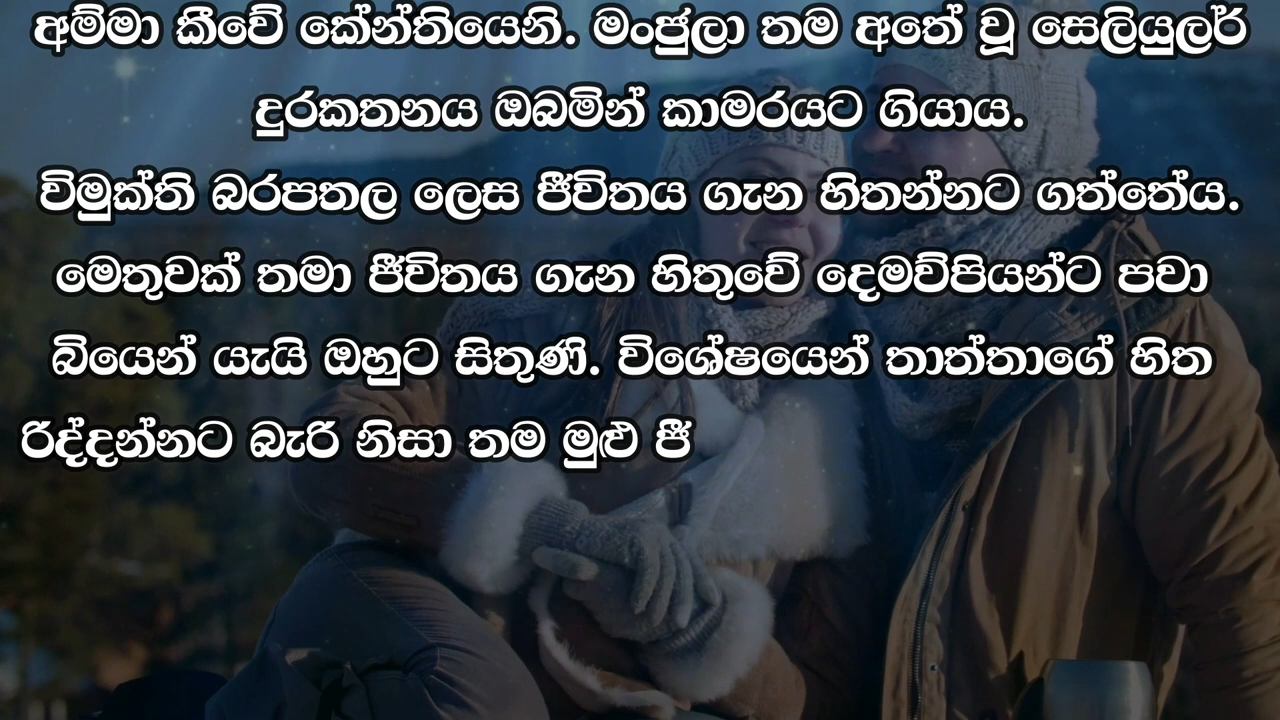 අම්මා කීවේ කේන්තියෙනි. මංජුලා තම අතේ වූ සෙලියුලර්
දුරකතනය ඔබමින් කාමරයට ගියාය.
විමුක්ති බරපතල ලෙස ජීවිතය ගැන හිතන්නට ගත්තේය.
මෙතුවක් තමා ජීවිතය ගැන හිතුවේ දෙමව්පියන්ට පවා
බියෙන් යැයි ඔහුට සිතුණි. විශේෂයෙන් තාත්තාගේ හිත
රිද්දන්නට බැරි නිසා තම මුළු ජී